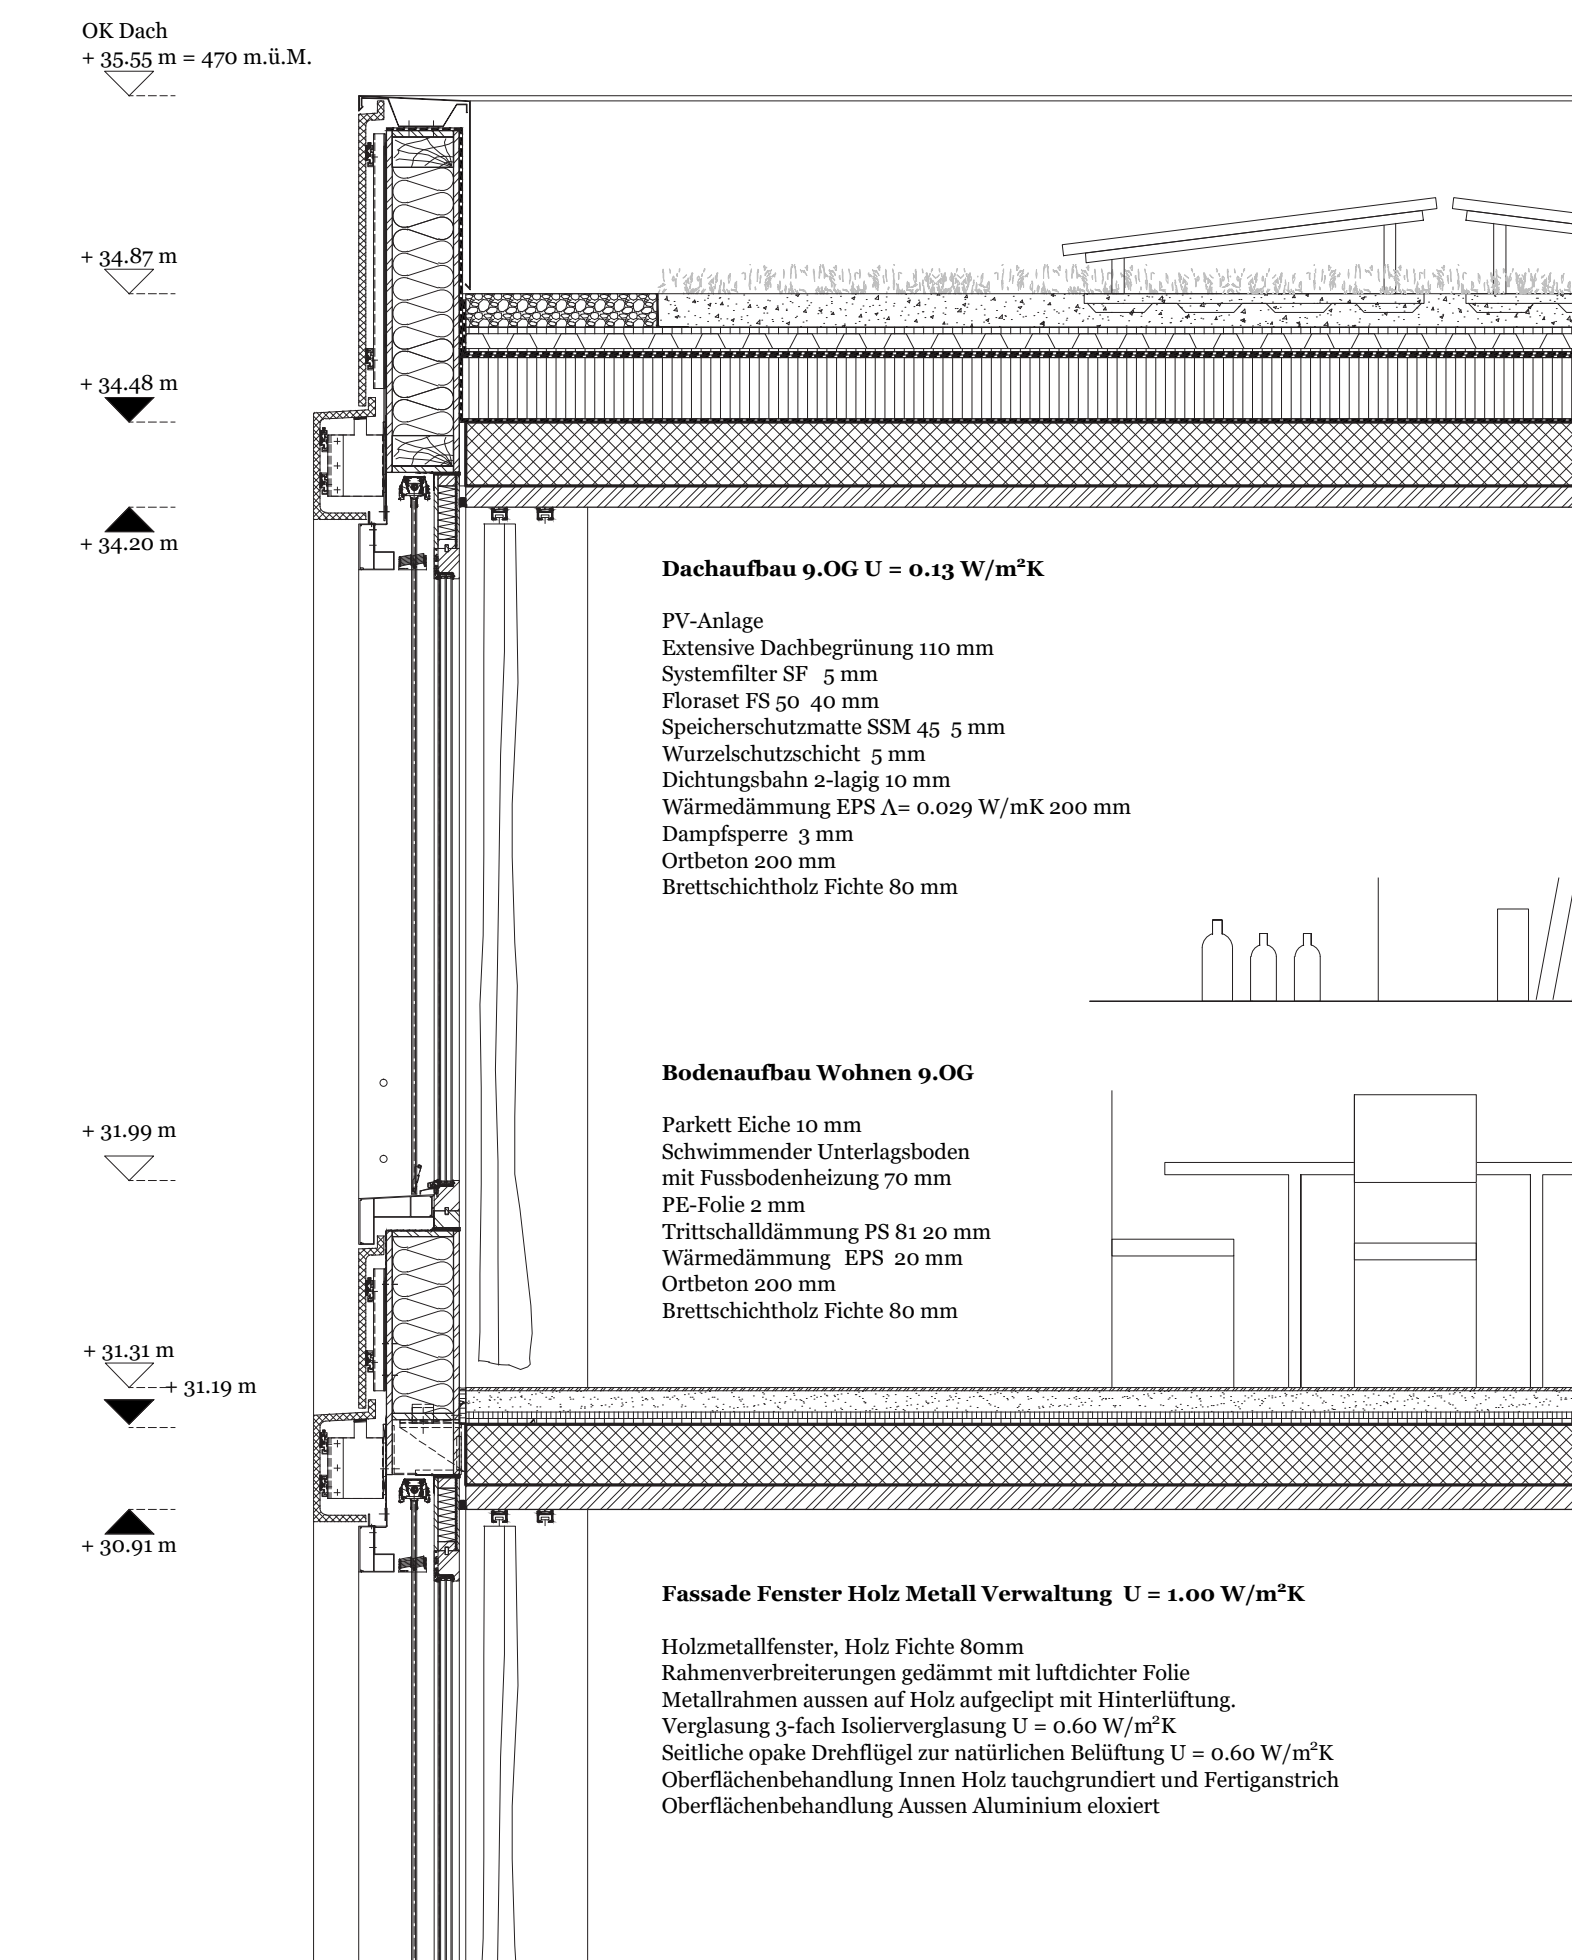 OK Dach
+ 35.55 m = 470 m.ü.M.
+ 34.87 m
+ 34.48 m
+ 34.20 m
Dachaufbau 9.OG U = 0.13 W/m²K
PV-Anlage
Extensive Dachbegrünung 110 mm
Systemfilter SF 5 mm
Floraset FS 50 40 mm
Speicherschutzmatte SSM 45 5 mm
Wurzelschutzschicht 5 mm
Dichtungsbahn 2-lagig 10 mm
Wärmedämmung EPS Λ= 0.029 W/mK 200 mm
Dampfsperre 3 mm
Ortbeton 200 mm
Brettschichtholz Fichte 80 mm
+ 31.99 m
Bodenaufbau Wohnen 9.OG
Parkett Eiche 10 mm
Schwimmender Unterlagsboden
mit Fussbodenheizung 70 mm
PE-Folie 2 mm
Trittschalldämmung PS 81 20 mm
Wärmedämmung EPS 20 mm
Ortbeton 200 mm
Brettschichtholz Fichte 80 mm
+ 31.31 m
+ 31.19 m
+ 30.91 m
Fassade Fenster Holz Metall Verwaltung U = 1.00 W/m²K
Holzmetallfenster, Holz Fichte 80mm
Rahmenverbreiterungen gedämmt mit luftdichter Folie
Metallrahmen aussen auf Holz aufgeclipt mit Hinterlüftung.
Verglasung 3-fach Isolierverglasung U = 0.60 W/m²K
Seitliche opake Drehflügel zur natürlichen Belüftung U = 0.60 W/m²K
Oberflächenbehandlung Innen Holz tauchgrundiert und Fertiganstrich
Oberflächenbehandlung Aussen Aluminium eloxiert